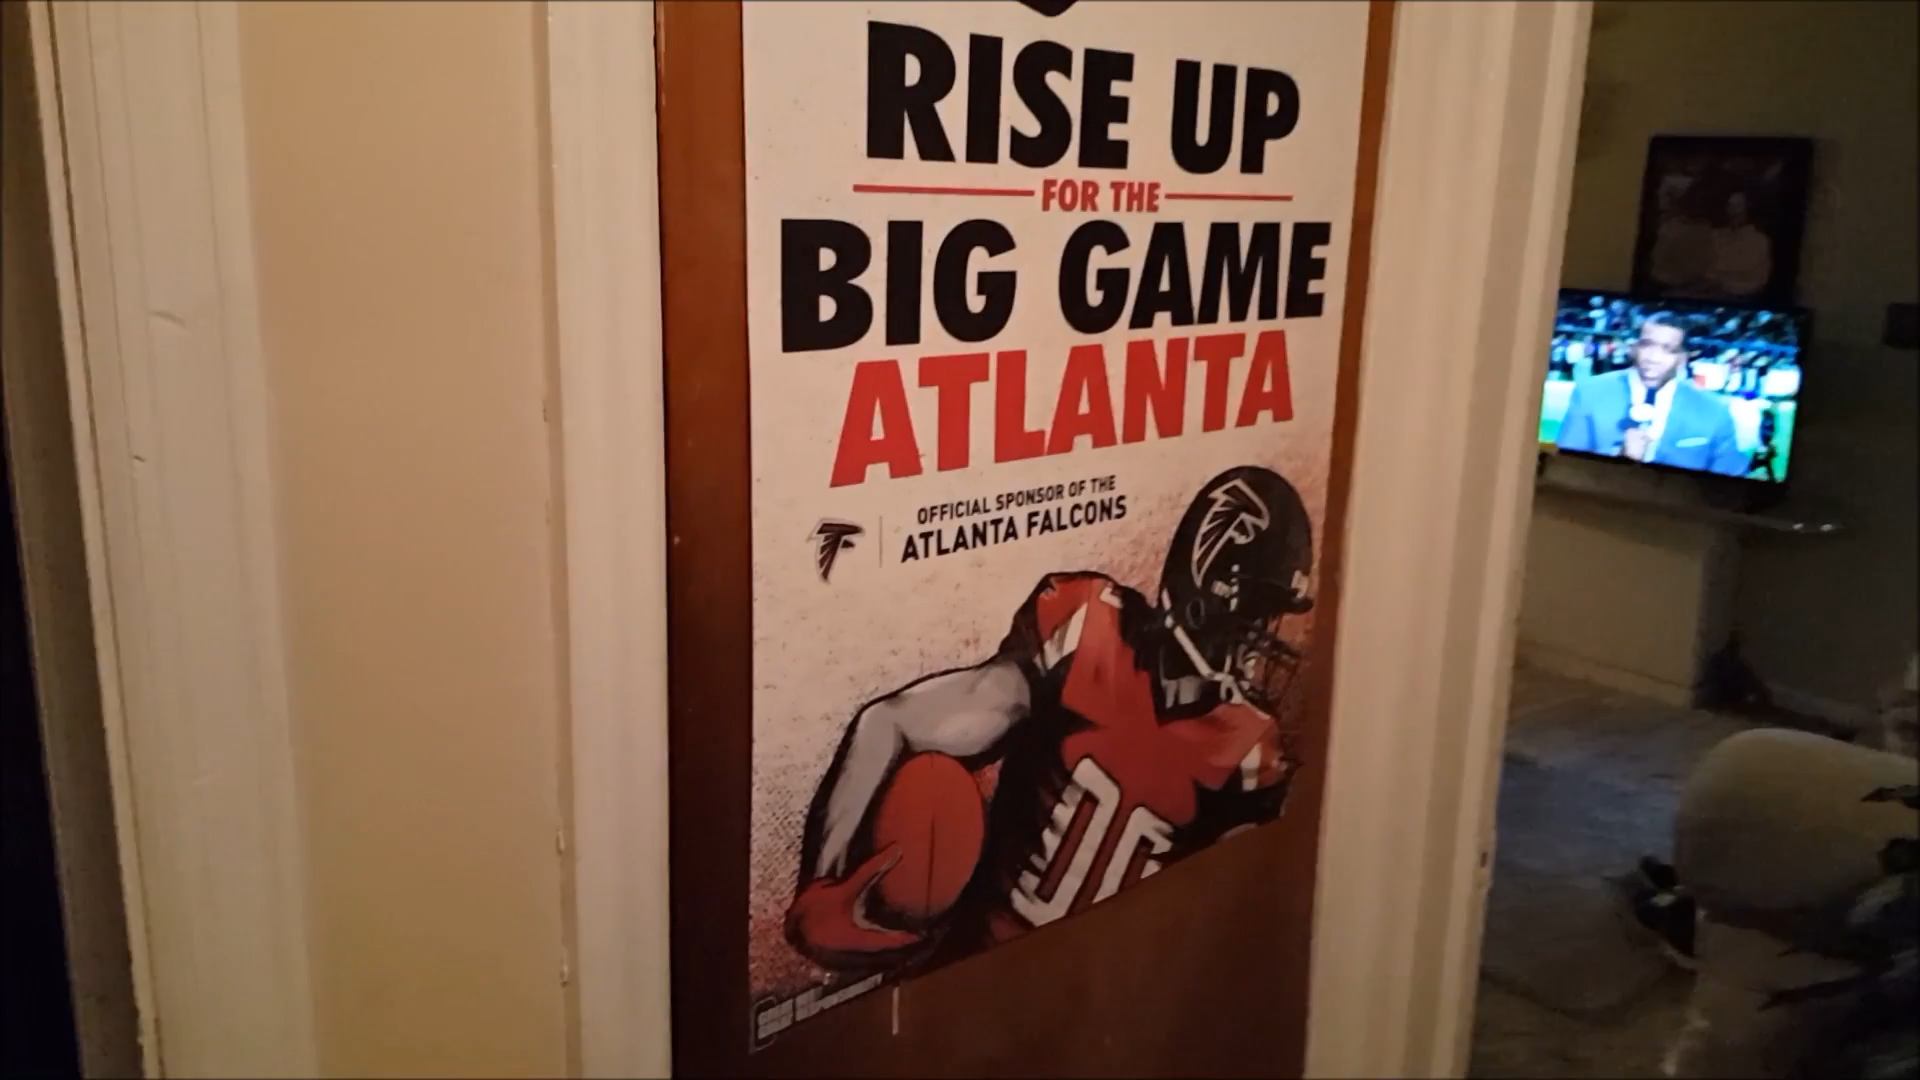 RISE UP
FOR THE
BIG GAME
ATLANTA
OFFICIAL SPONSOR OF THE
ATLANTA FALCONS